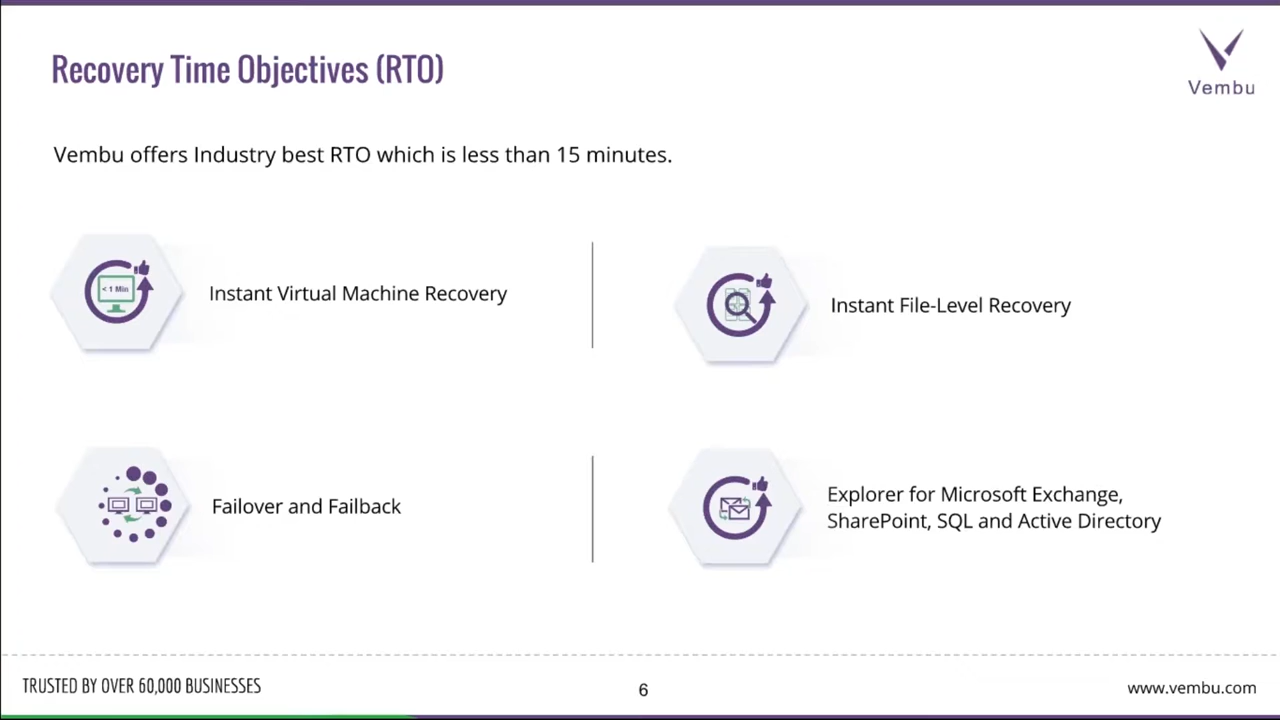 Recovery Time Objectives (RTO)
Vembu
Vembu offers Industry best RTO which is less than 15 minutes.
< 1 Min
Instant Virtual Machine Recovery
Instant File-Level Recovery
Failover and Failback
Explorer for Microsoft Exchange,
SharePoint, SQL and Active Directory
TRUSTED BY OVER 60,000 BUSINESSES
6
www.vembu.com